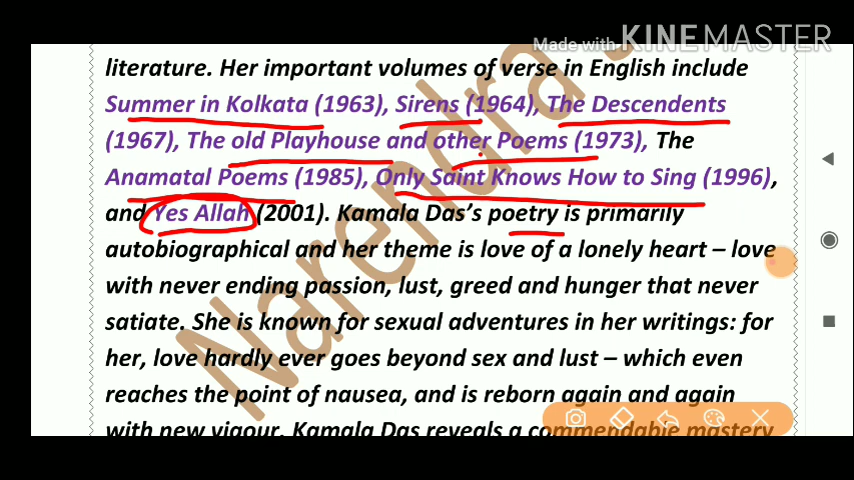 Made with KINEMASTER
literature. Her important volumes of verse in English include
Summer in Kolkata (1963), Sirens (1964), The Descendents
(1967), The old Playhouse and other Poems (1973), The
Anamatal Poems (1985), Only Saint Knows How to Sing (1996),
and Yes Allah (2001). Kamala Das's poetry is primarily
autobiographical and her theme is love of a lonely heart – love
with never ending passion, lust, greed and hunger that never
satiate. She is known for sexual adventures in her writings: for
her, love hardly ever goes beyond sex and lust – which even
reaches the point of nausea, and is reborn again and again
with new vigour. Kamala Das reveals a commendable mastery
Narendra